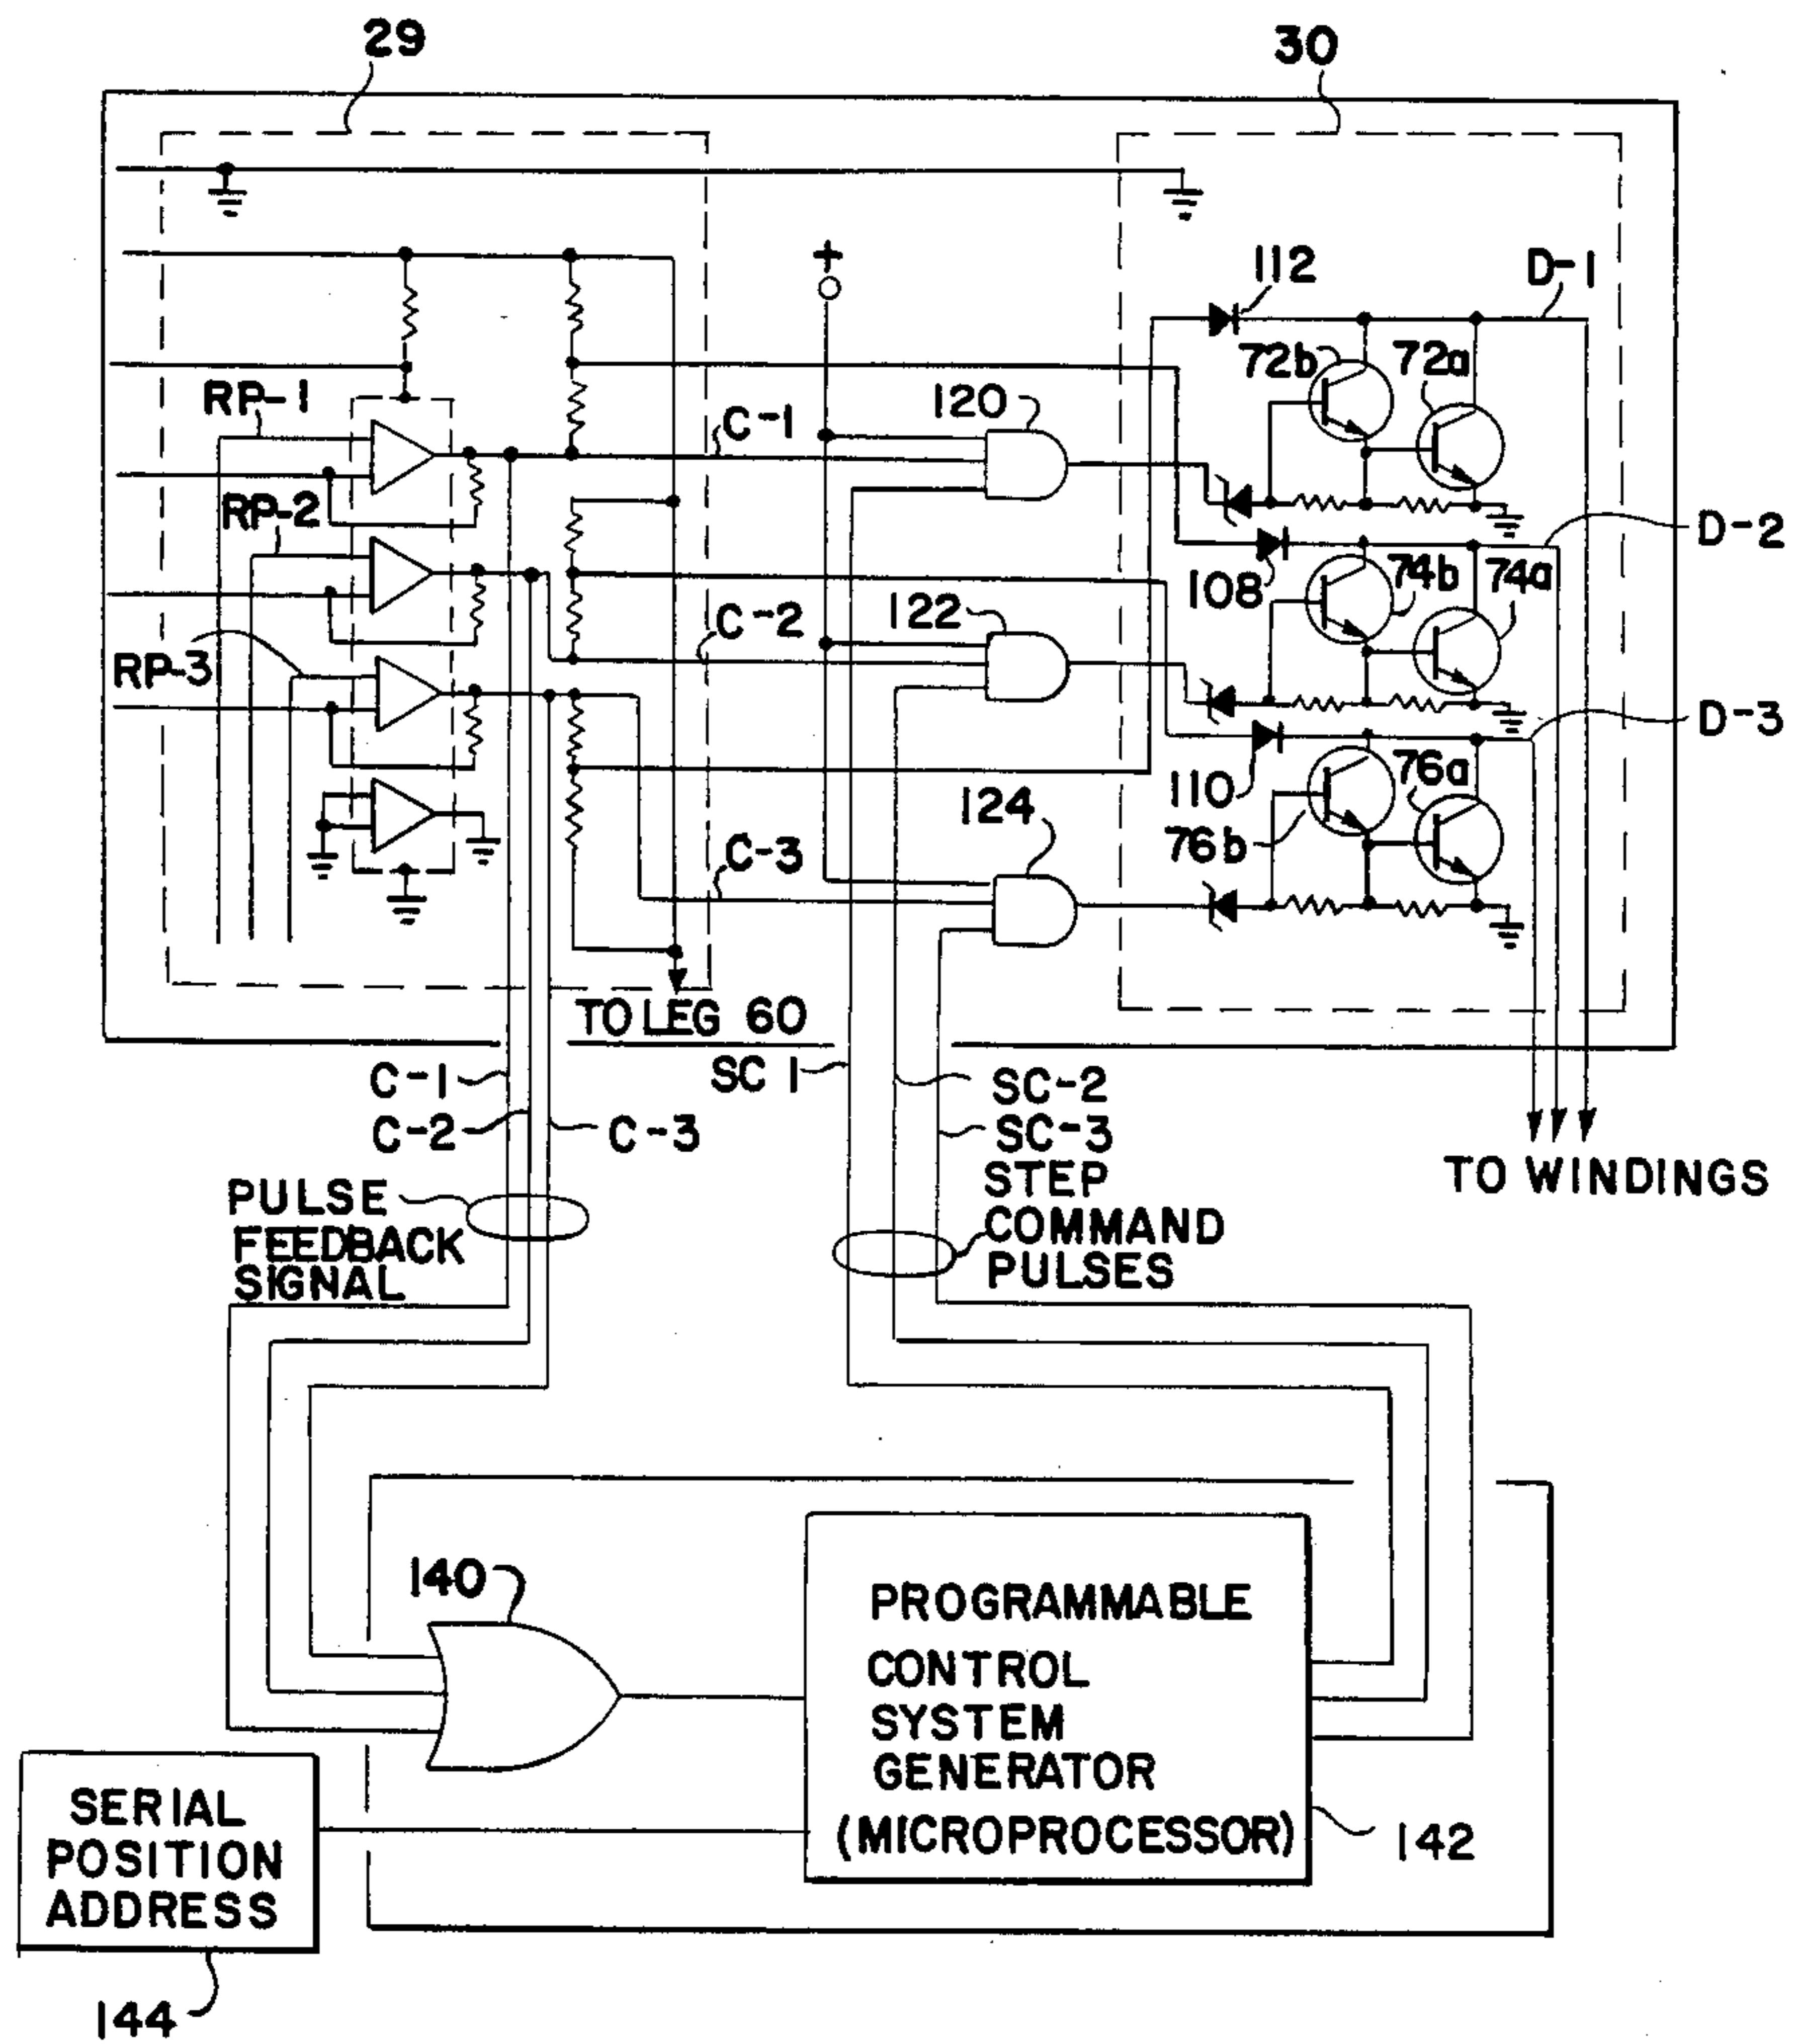 29
30
+
112
D-1
72b
72a
RP-1
120
C-1
RP-2
D-2
108
74b
74a
122
C-2
RP-3
D-3
110
76a
124
76b
C-3
TO LEG 60
SC 1
C-1
SC-2
C-2
C-3
SC-3
STEP
COMMAND
PULSES
TO WINDINGS
PULSE
FEEDBACK
SIGNAL
140
PROGRAMMABLE
CONTROL
SYSTEM
GENERATOR
(MICROPROCESSOR)
142
SERIAL
POSITION
ADDRESS
144